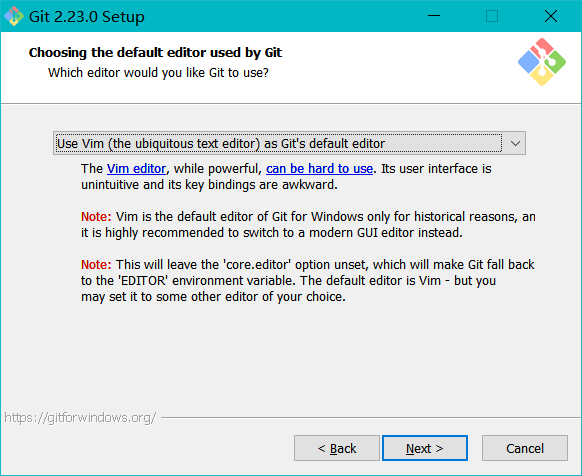 Git 2.23.0 Setup
Choosing the default editor used by Git
Which editor would you like Git to use?
Use Vim (the ubiquitous text editor) as Git's default editor
The Vim editor, while powerful, can be hard to use. Its user interface is
unintuitive and its key bindings are awkward.
Note: Vim is the default editor of Git for Windows only for historical reasons, an
it is highly recommended to switch to a modern GUI editor instead.
Note: This will leave the 'core.editor' option unset, which will make Git fall back
to the 'EDITOR' environment variable. The default editor is Vim - but you
may set it to some other editor of your choice.
https://gitforwindows.org/
< Back
Next >
Cancel